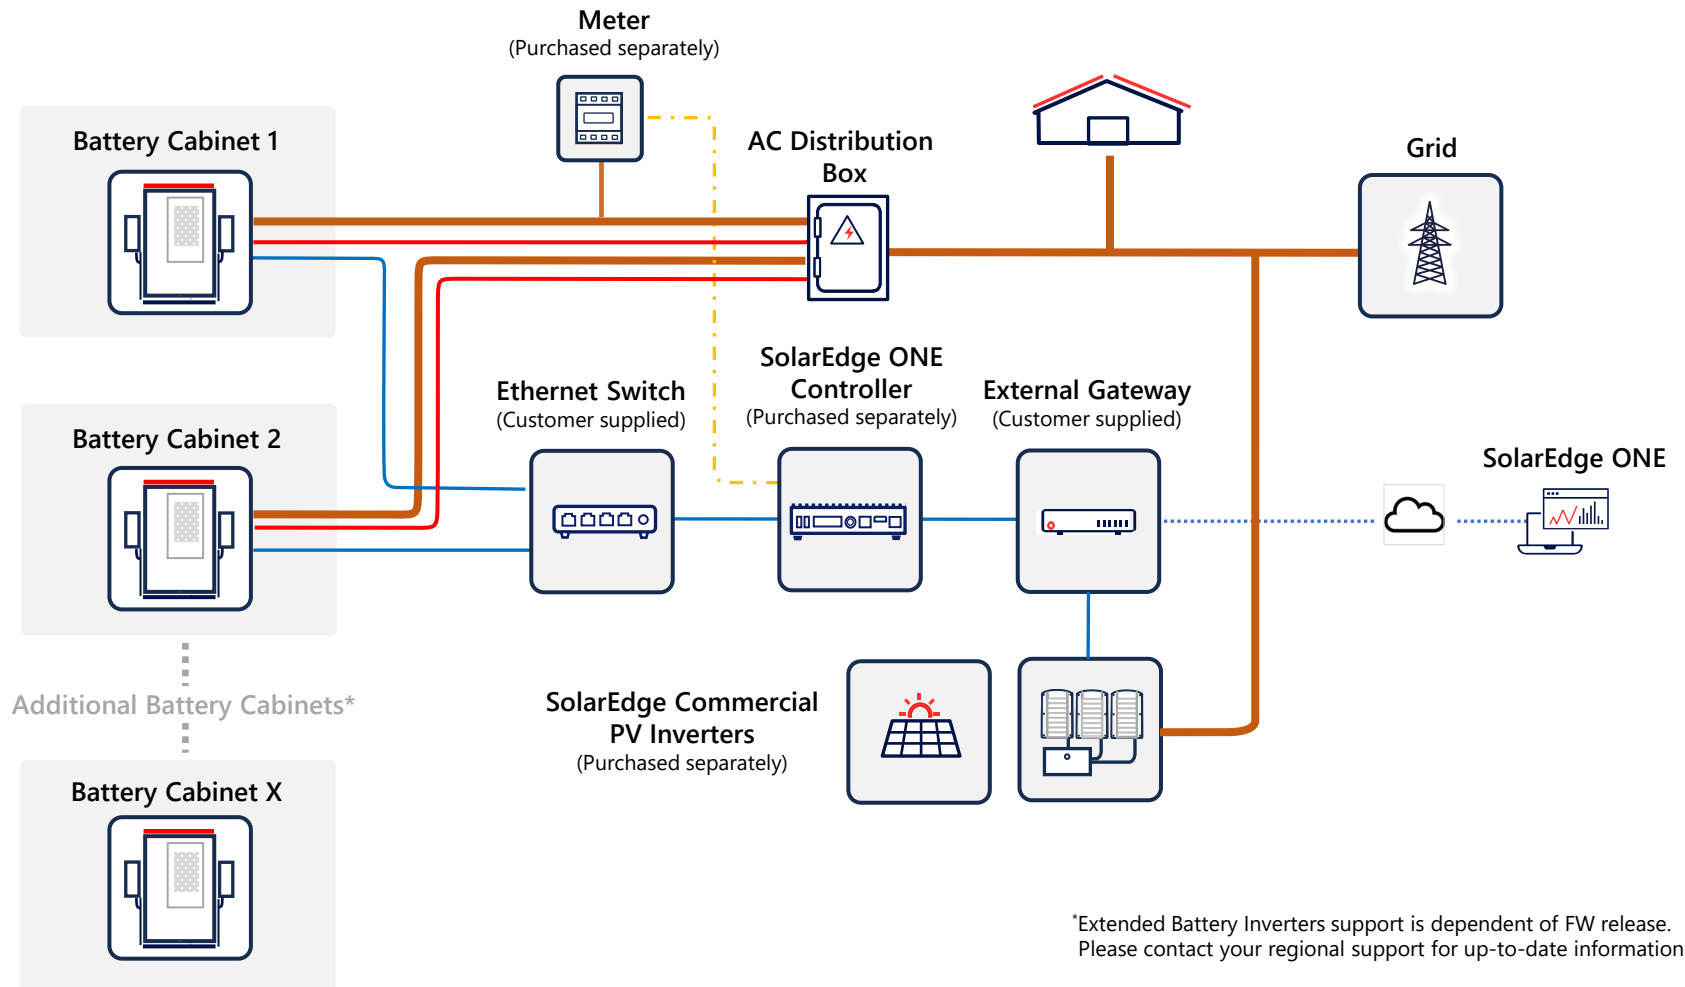 Meter
(Purchased separately)
Battery Cabinet 1
AC Distribution
Box
Grid
SolarEdge ONE
Controller
(Purchased separately)
Ethernet Switch
(Customer supplied)
External Gateway
(Customer supplied)
Battery Cabinet 2
SolarEdge ONE
Additional Battery Cabinets*
SolarEdge Commercial
PV Inverters
(Purchased separately)
Battery Cabinet X
*Extended Battery Inverters support is dependent of FW release.
Please contact your regional support for up-to-date information